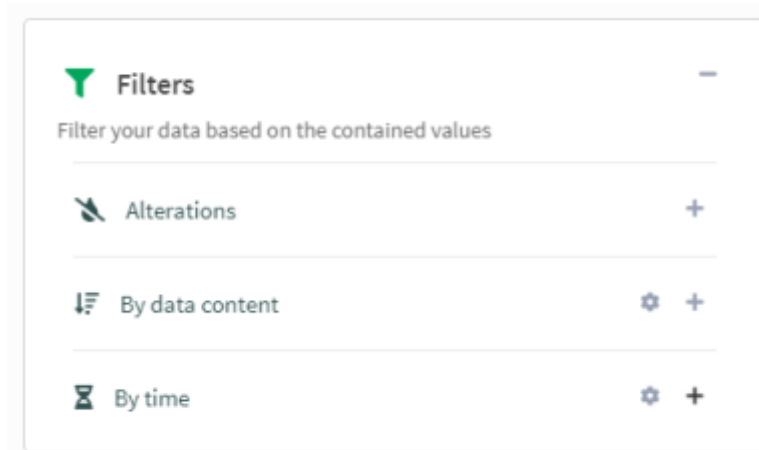 Filters
Filter your data based on the contained values
Alterations
By data content
By time